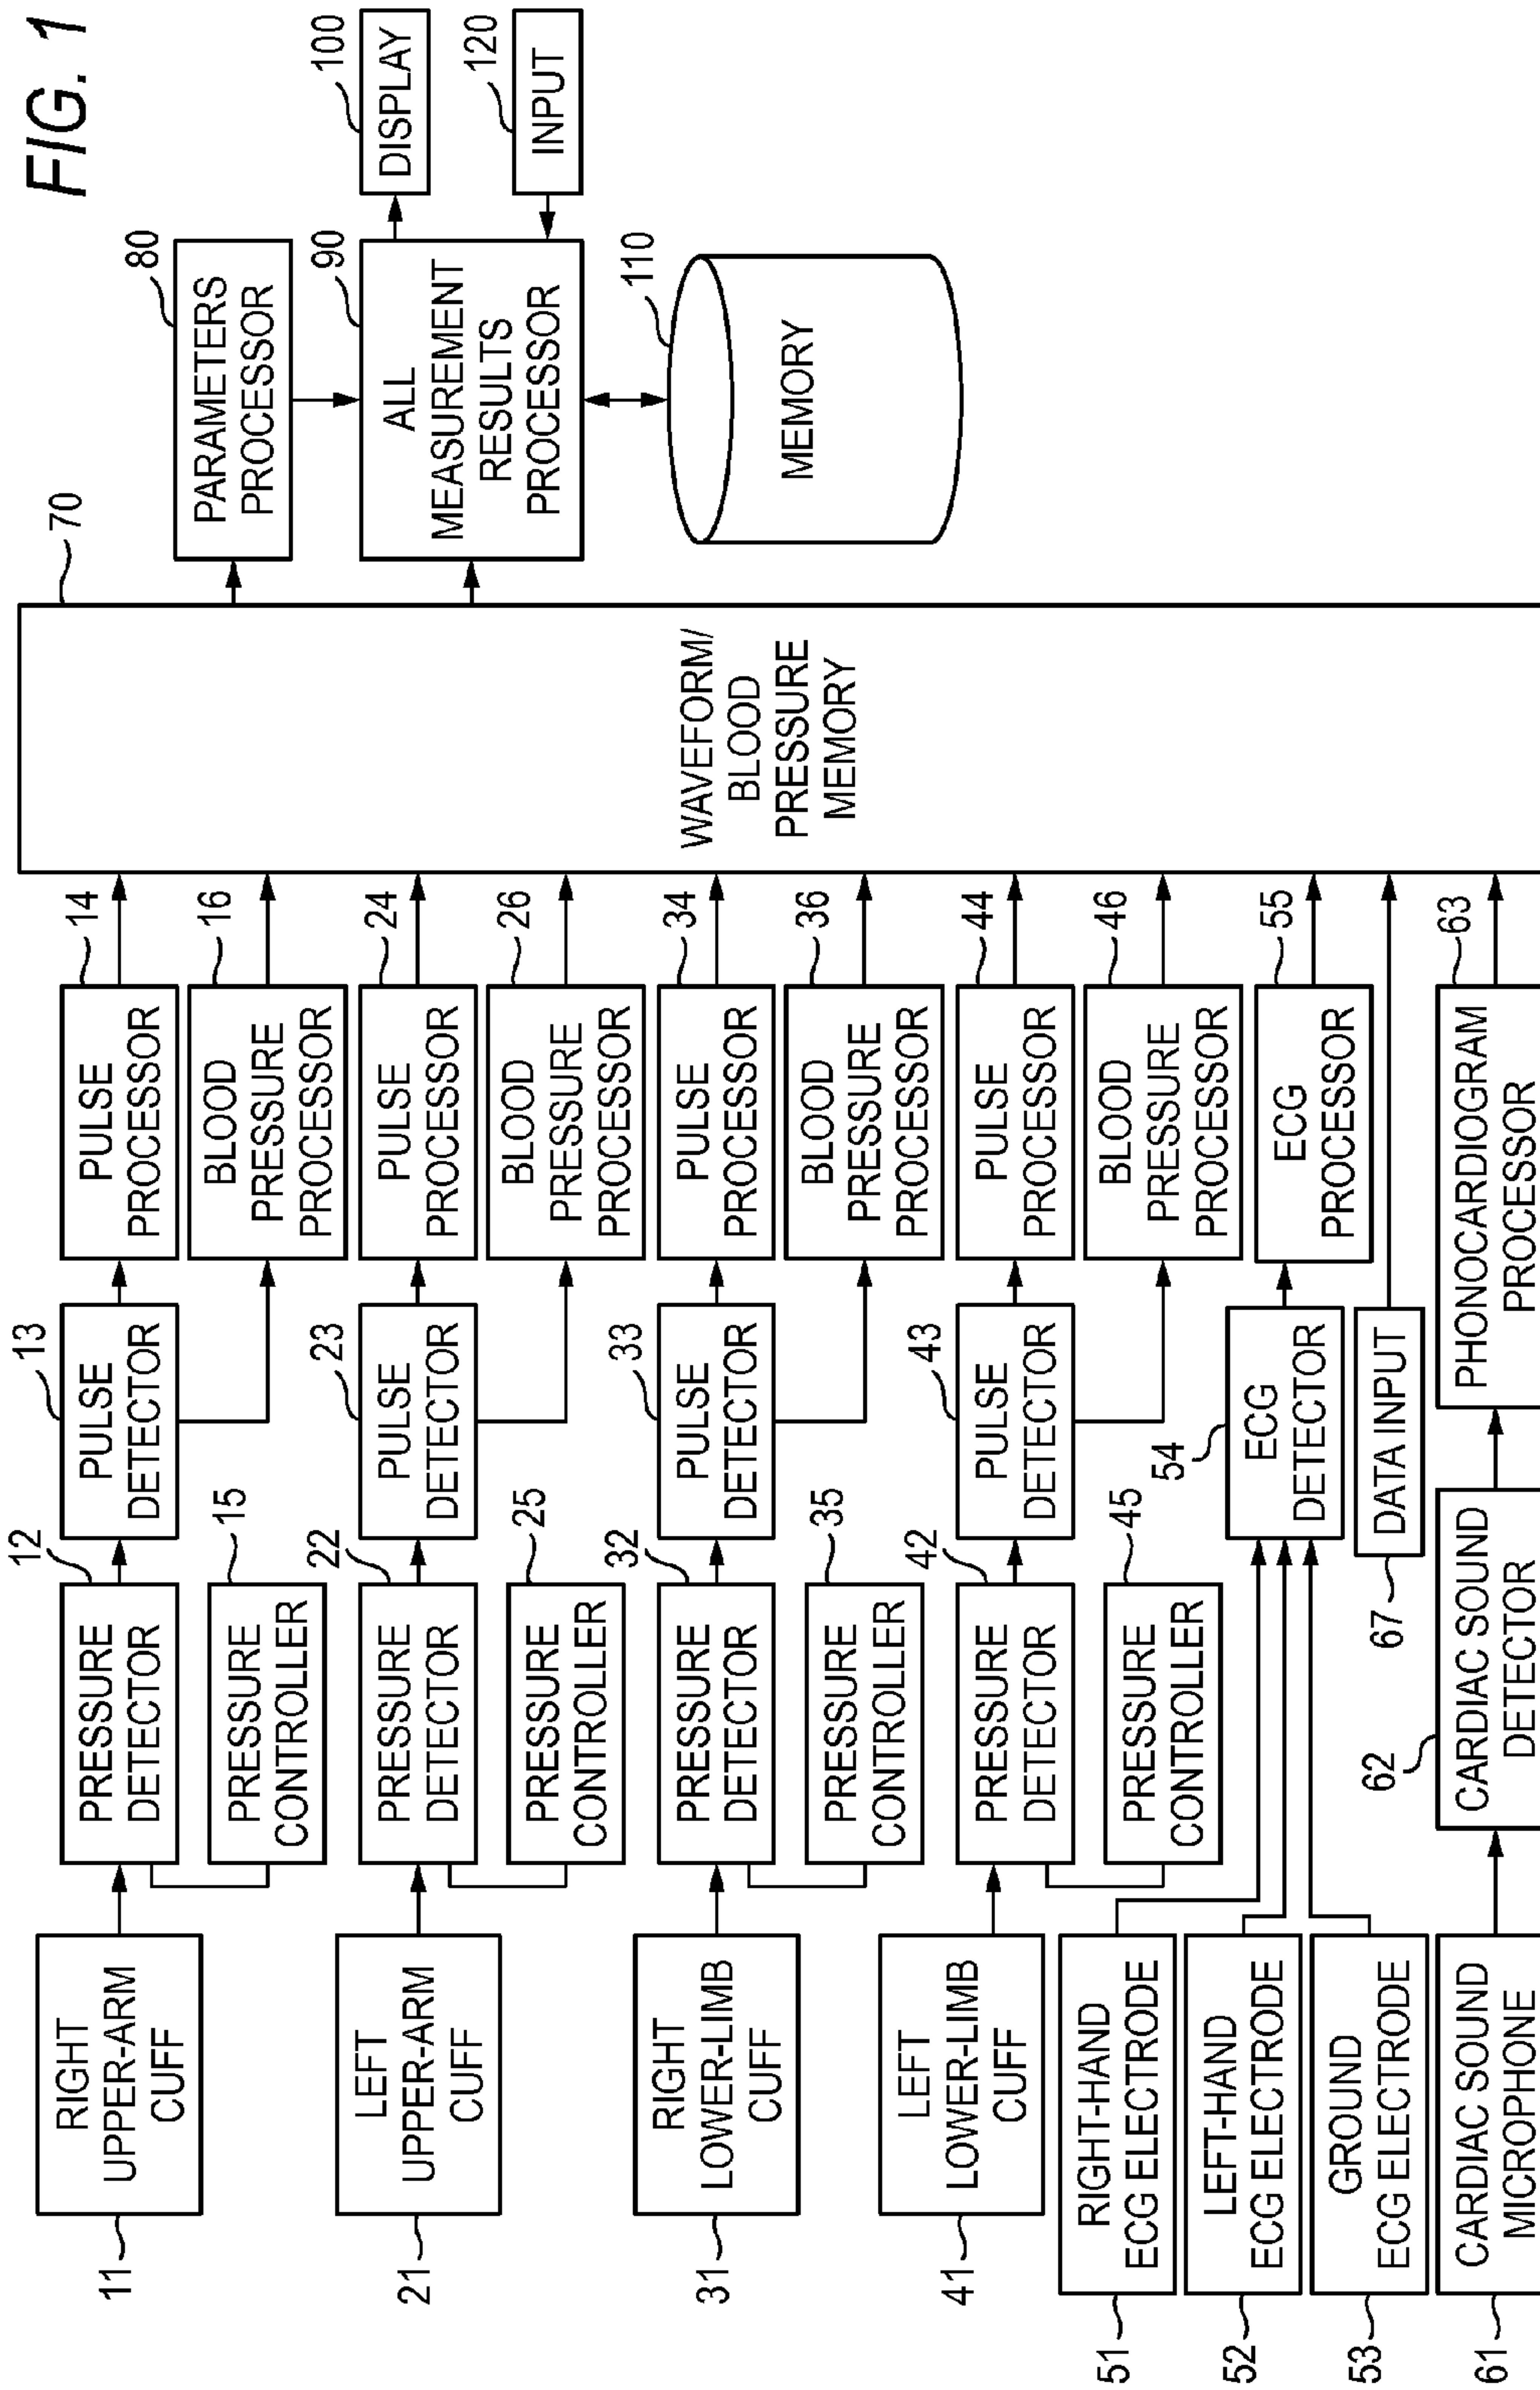 FIG. 1
11
RIGHT
UPPER-ARM
CUFF
12
PRESSURE
DETECTOR
15
PRESSURE
CONTROLLER
13
PULSE
DETECTOR
14
PULSE
PROCESSOR
16
BLOOD
PRESSURE
PROCESSOR
21
LEFT
UPPER-ARM
CUFF
22
PRESSURE
DETECTOR
25
PRESSURE
CONTROLLER
23
PULSE
DETECTOR
24
PULSE
PROCESSOR
26
BLOOD
PRESSURE
PROCESSOR
31
RIGHT
LOWER-LIMB
CUFF
32
PRESSURE
DETECTOR
35
PRESSURE
CONTROLLER
33
PULSE
DETECTOR
34
PULSE
PROCESSOR
36
BLOOD
PRESSURE
PROCESSOR
41
LEFT
LOWER-LIMB
CUFF
42
PRESSURE
DETECTOR
45
PRESSURE
CONTROLLER
43
PULSE
DETECTOR
44
PULSE
PROCESSOR
46
BLOOD
PRESSURE
PROCESSOR
51
RIGHT-HAND
ECG ELECTRODE
52
LEFT-HAND
ECG ELECTRODE
53
GROUND
ECG ELECTRODE
54
ECG
DETECTOR
55
ECG
PROCESSOR
67
DATA INPUT
61
CARDIAC SOUND
MICROPHONE
62
CARDIAC SOUND
DETECTOR
63
PHONOCARDIOGRAM
PROCESSOR
70
WAVEFORM/
BLOOD
PRESSURE
MEMORY
80
PARAMETERS
PROCESSOR
90
ALL
MEASUREMENT
RESULTS
PROCESSOR
100
DISPLAY
120
INPUT
110
MEMORY